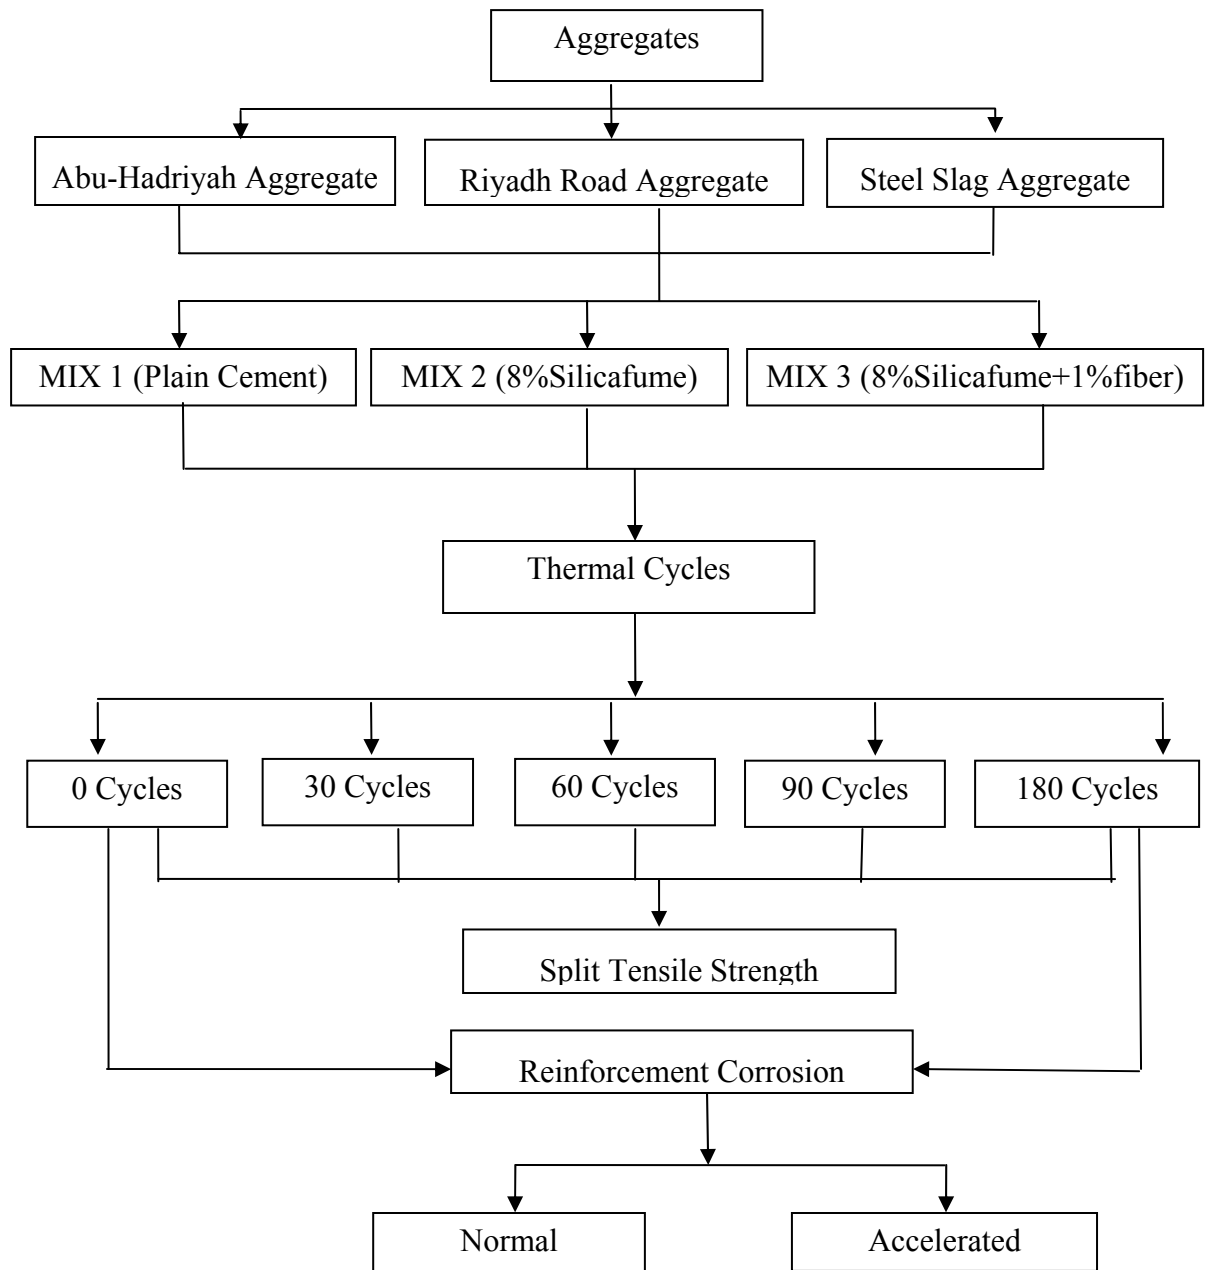 Aggregates
Abu-Hadriyah Aggregate
Riyadh Road Aggregate
Steel Slag Aggregate
MIX 1 (Plain Cement)
MIX 2 (8%Silicafume)
MIX 3 (8%Silicafume+1%fiber)
Thermal Cycles
0 Cycles
30 Cycles
60 Cycles
90 Cycles
180 Cycles
Split Tensile Strength
Reinforcement Corrosion
Normal
Accelerated